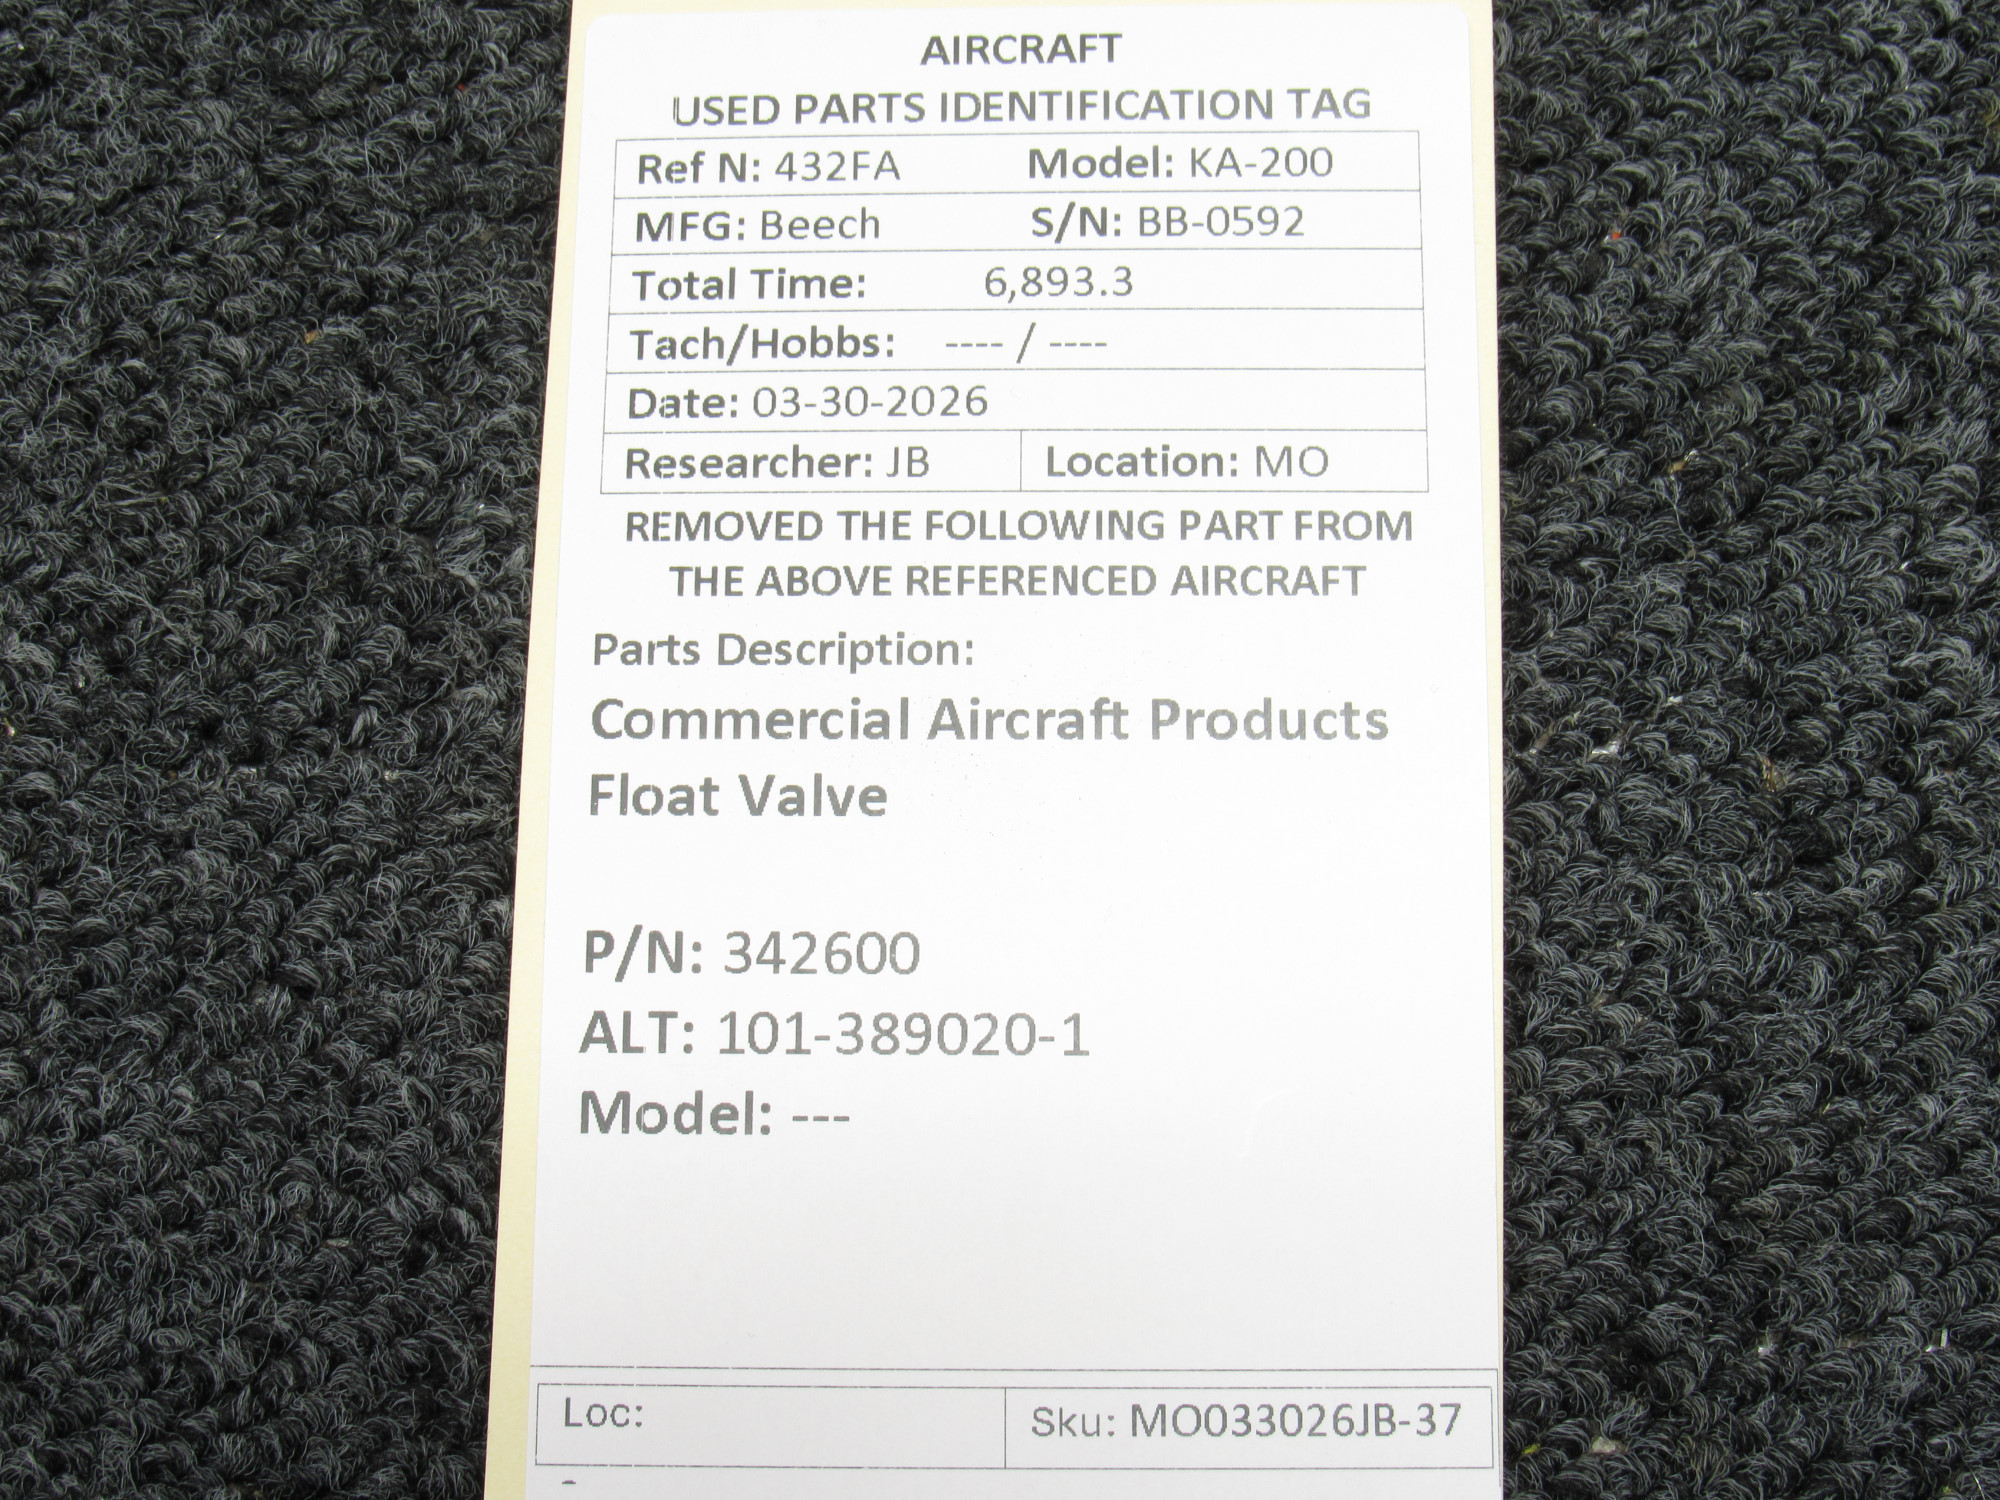 AIRCRAFT
USED PARTS IDENTIFICATION TAG
Ref N: 432FA Model: KA-200
MFG: Beech S/N: BB-0592
Total Time: 6,893.3
Tach/Hobbs: ---- / ----
Date: 03-30-2026
Researcher: JB Location: MO
REMOVED THE FOLLOWING PART FROM
THE ABOVE REFERENCED AIRCRAFT
Parts Description:
Commercial Aircraft Products
Float Valve
P/N: 342600
ALT: 101-389020-1
Model: ---
Loc: Sku: MO033026JB-37